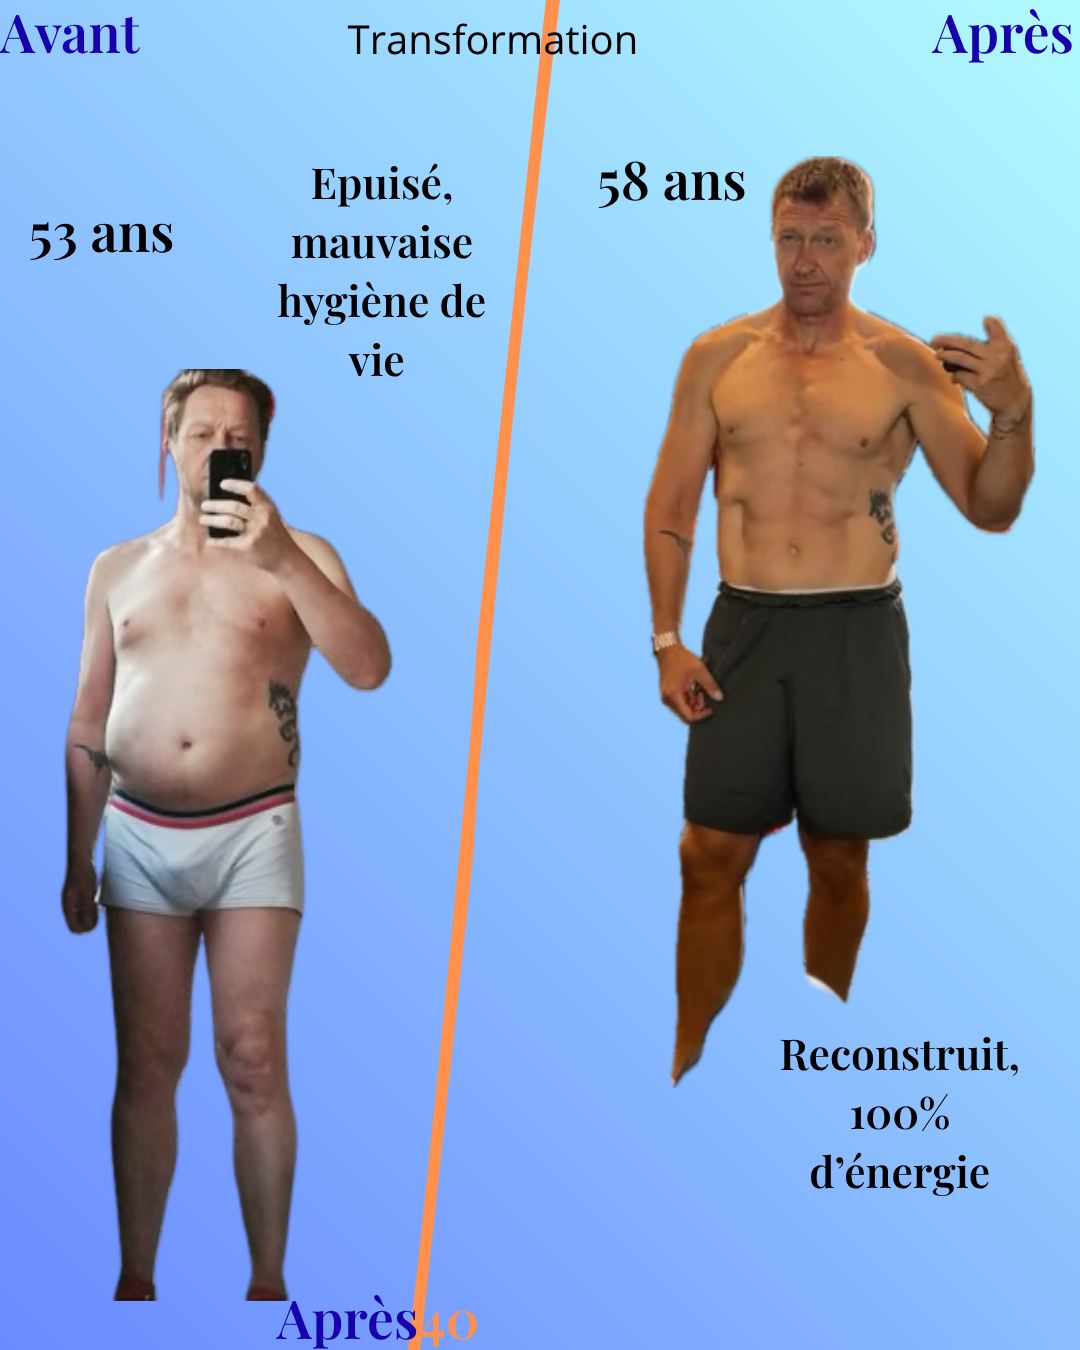 Avant
Transformation
Après
53 ans
Epuisé,
mauvaise
hygiène de
vie
58 ans
Reconstruit,
100%
d’énergie
Après40